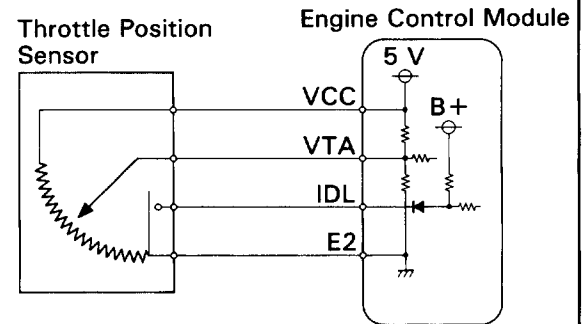 Throttle Position
Sensor
Engine Control Module
5 V
B+
VCC
VTA
IDL
E2